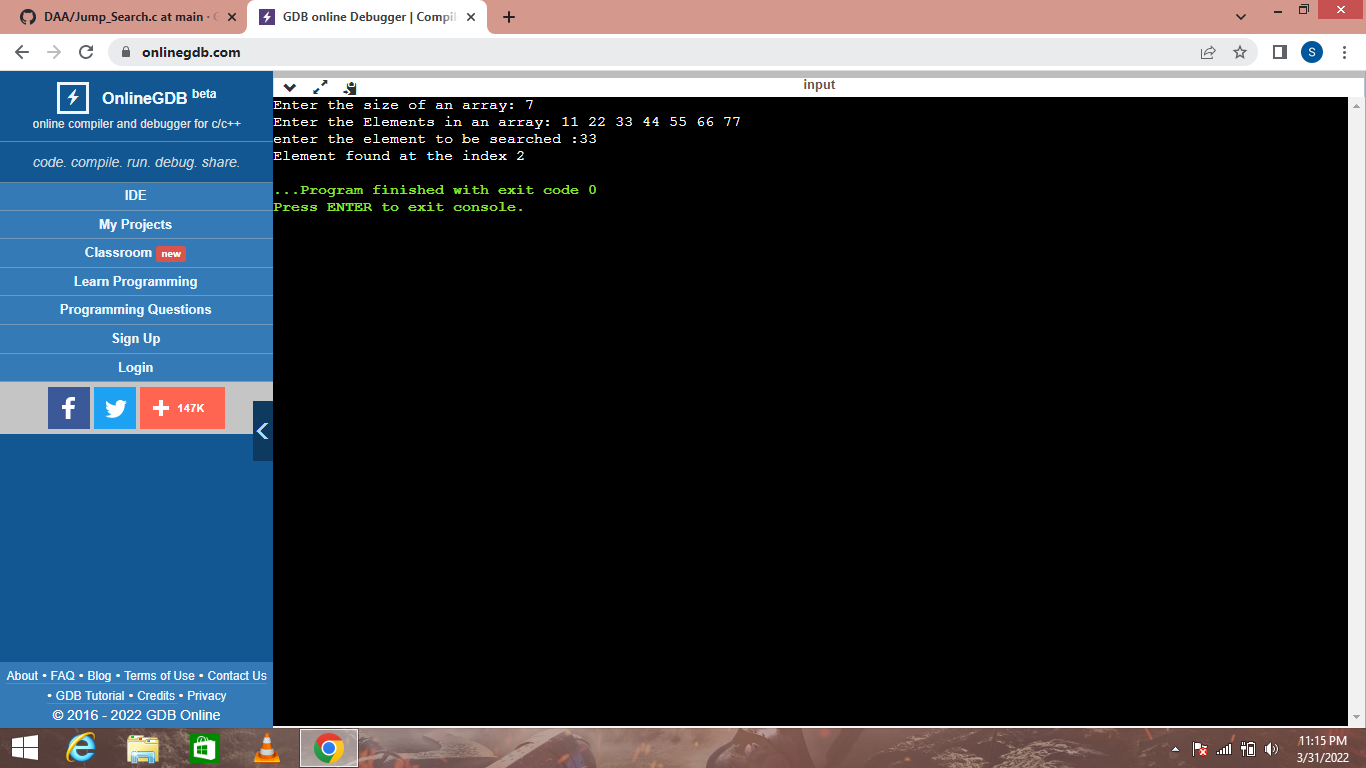 DAA/Jump_Search.c at main ·
GDB online Debugger | Compil
onlinegdb.com
S
OnlineGDB beta
online compiler and debugger for c/c++
code. compile. run. debug. share.
IDE
My Projects
Classroom new
Learn Programming
Programming Questions
Sign Up
Login
147K
About • FAQ • Blog • Terms of Use • Contact Us
• GDB Tutorial • Credits • Privacy
© 2016 - 2022 GDB Online
input
Enter the size of an array: 7
Enter the Elements in an array: 11 22 33 44 55 66 77
enter the element to be searched :33
Element found at the index 2
...Program finished with exit code 0
Press ENTER to exit console.
11:15 PM
3/31/2022